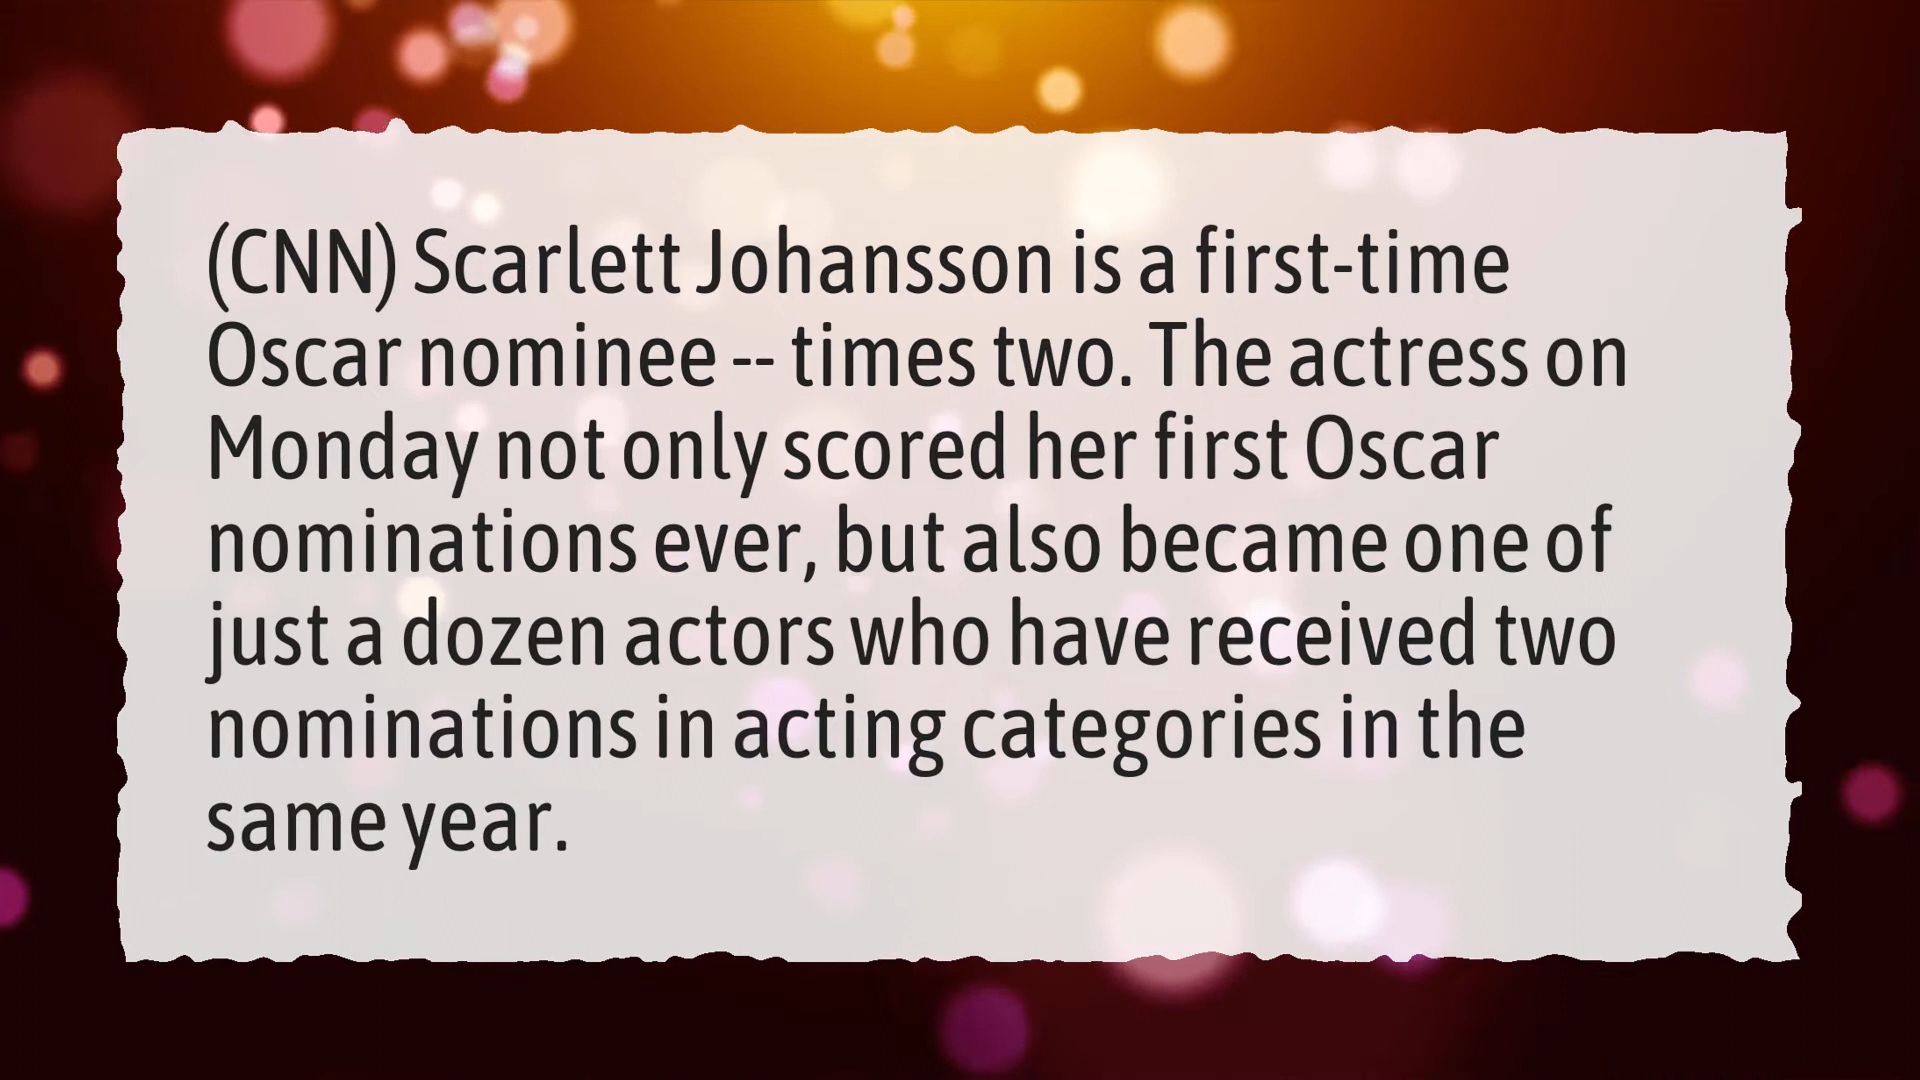 (CNN) Scarlett Johansson is a first-time
Oscar nominee -- times two. The actress on
Monday not only scored her first Oscar
nominations ever, but also became one of
just a dozen actors who have received two
nominations in acting categories in the
same year.